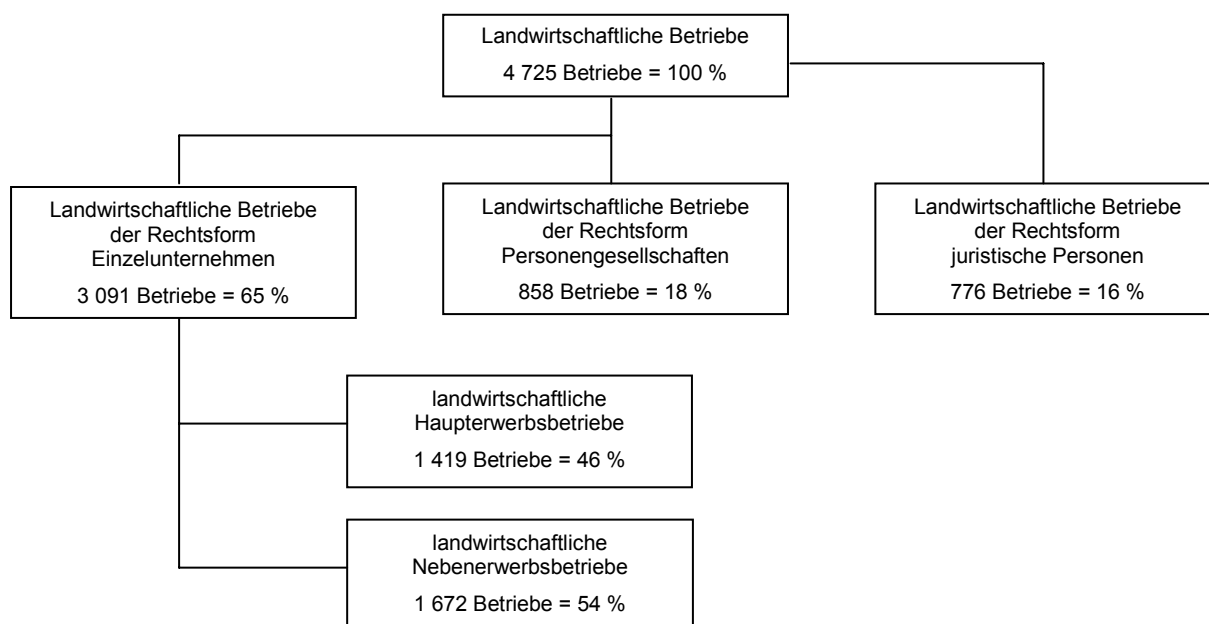 Landwirtschaftliche Betriebe
4 725 Betriebe = 100 %
Landwirtschaftliche Betriebe
der Rechtsform
Einzelunternehmen
3 091 Betriebe = 65 %
Landwirtschaftliche Betriebe
der Rechtsform
Personengesellschaften
858 Betriebe = 18 %
Landwirtschaftliche Betriebe
der Rechtsform
juristische Personen
776 Betriebe = 16 %
landwirtschaftliche
Haupterwerbsbetriebe
1 419 Betriebe = 46 %
landwirtschaftliche
Nebenerwerbsbetriebe
1 672 Betriebe = 54 %